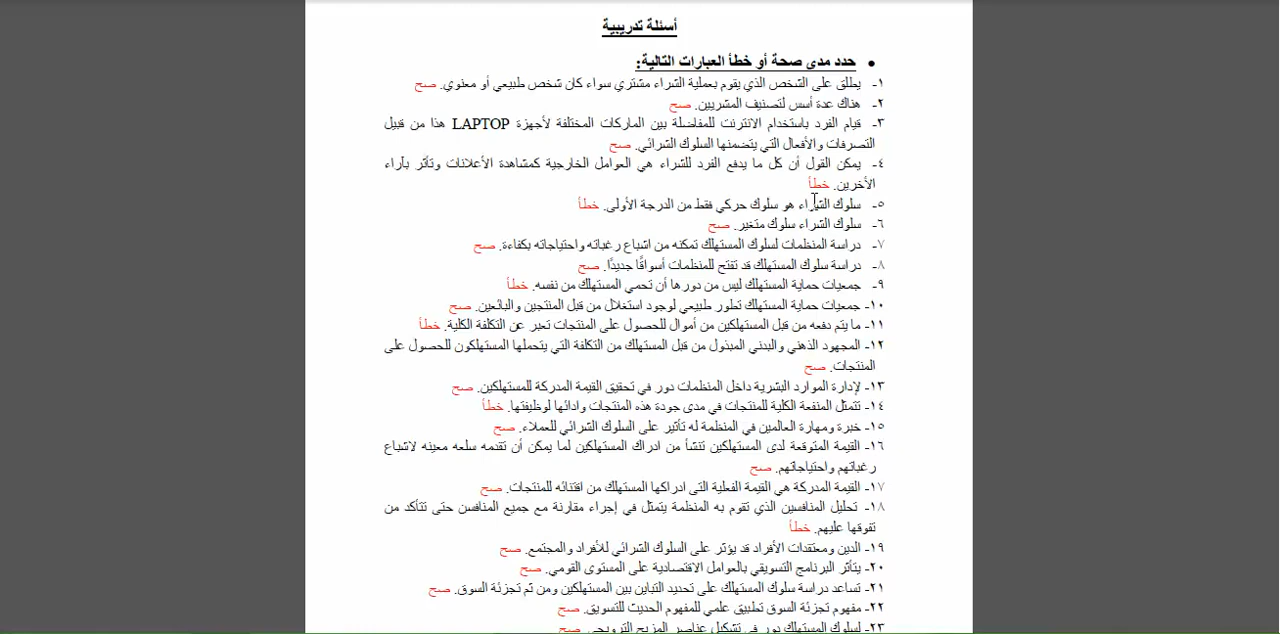 أسئلة تدريبية
• حدد مدى صحة أو خطأ العبارات التالية:
١- يطلق على الشخص الذي يقوم بعملية الشراء مشتري سواء كان شخص طبيعي أو معنوي. صح
٢- هناك عدة أسس لتصنيف المشريين. صح
٣- قيام الفرد باستخدام الانترنت للمفاضلة بين الماركات المختلفة لأجهزة LAPTOP هذا من قبيل
التصرفات والأفعال التي يتضمنها السلوك الشرائي. صح
٤- يمكن القول أن كل ما يدفع الفرد للشراء هي العوامل الخارجية كمشاهدة الأعلانات وتأثر بآراء
الأخرين. خطأ
٥- سلوك الشراء هو سلوك حركي فقط من الدرجة الأولى. خطأ
٦- سلوك الشراء سلوك متغير. صح
٧- دراسة المنظمات لسلوك المستهلك تمكنه من اشباع رغباته واحتياجاته بكفاءة. صح
٨- دراسة سلوك المستهلك قد تفتح للمنظمات أسواقًا جديدًا. صح
٩- جمعيات حماية المستهلك ليس من دورها أن تحمي المستهلك من نفسه. خطأ
١٠- جمعيات حماية المستهلك تطور طبيعي لوجود استغلال من قبل المنتجين والبائعين. صح
١١- ما يتم دفعه من قبل المستهلكين من أموال للحصول على المنتجات تعبر عن التكلفة الكلية. خطأ
١٢- المجهود الذهني والبدني المبذول من قبل المستهلك من التكلفة التي يتحملها المستهلكون للحصول على
المنتجات. صح
١٣- لإدارة الموارد البشرية داخل المنظمات دور في تحقيق القيمة المدركة للمستهلكين. صح
١٤- تتمثل المنفعة الكلية للمنتجات في مدى جودة هذه المنتجات وادائها لوظيفتها. خطأ
١٥- خبرة ومهارة العالمين في المنظمة له تأثير على السلوك الشرائي للعملاء. صح
١٦- القيمة المتوقعة لدى المستهلكين تنشأ من ادراك المستهلكين لما يمكن أن تقدمه سلعه معينه لاشباع
رغباتهم واحتياجاتهم. صح
١٧- القيمة المدركة هي القيمة الفعلية التى ادراكها المستهلك من اقتنائه للمنتجات. صح
١٨- تحليل المنافسين الذي تقوم به المنظمة يتمثل في إجراء مقارنة مع جميع المنافسن حتى تتأكد من
تفوقها عليهم. خطأ
١٩- الدين ومعتقدات الأفراد قد يؤثر على السلوك الشرائي للأفراد والمجتمع. صح
٢٠- يتأثر البرنامج التسويقي بالعوامل الاقتصادية على المستوى القومي. صح
٢١- تساعد دراسة سلوك المستهلك على تحديد التباين بين المستهلكين ومن ثم تجزئة السوق. صح
٢٢- مفهوم تجزئة السوق تطبيق علمي للمفهوم الحديث للتسويق. صح
٢٣- لسلوك المستهلك دور في تشكيل عناصر المزيج الترويجي. صح